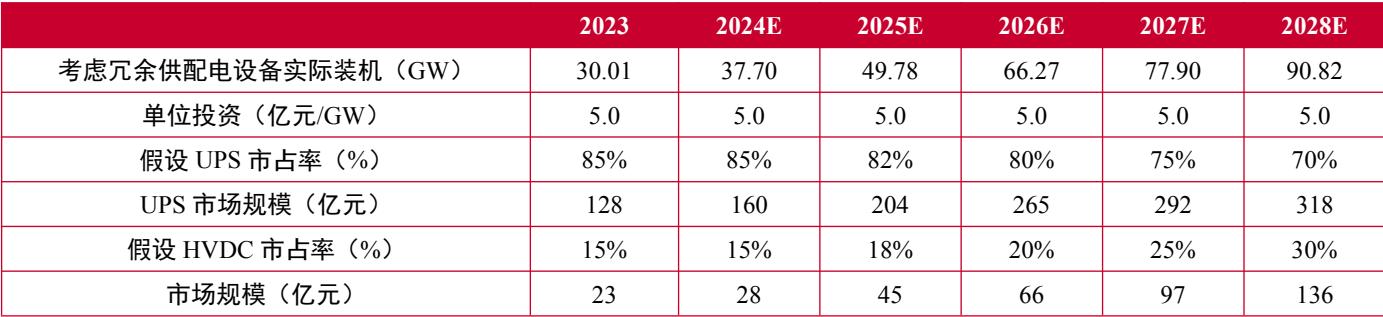 2023 2024E 2025E 2026E 2027E 2028E
考虑冗余供配电设备实际装机（GW） 30.01 37.70 49.78 66.27 77.90 90.82
单位投资（亿元/GW） 5.0 5.0 5.0 5.0 5.0 5.0
假设 UPS 市占率（%） 85% 85% 82% 80% 75% 70%
UPS 市场规模（亿元） 128 160 204 265 292 318
假设 HVDC 市占率（%） 15% 15% 18% 20% 25% 30%
市场规模（亿元） 23 28 45 66 97 136